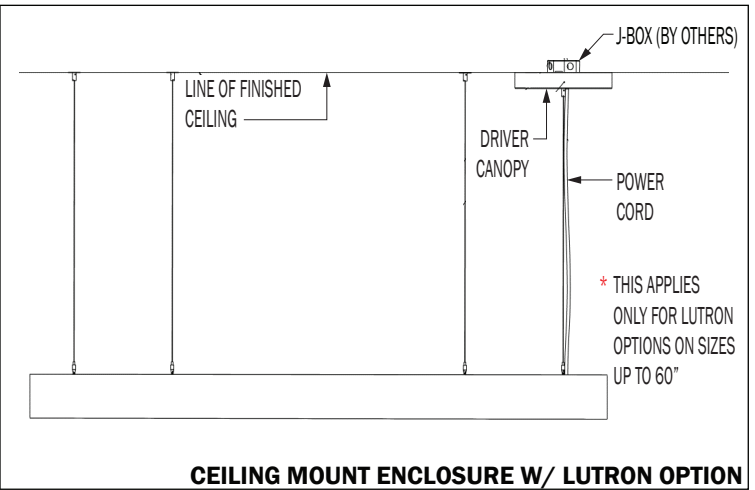 J-BOX (BY OTHERS)
LINE OF FINISHED
CEILING
DRIVER
CANOPY
POWER
CORD
* THIS APPLIES
ONLY FOR LUTRON
OPTIONS ON SIZES
UP TO 60"
CEILING MOUNT ENCLOSURE W/ LUTRON OPTION